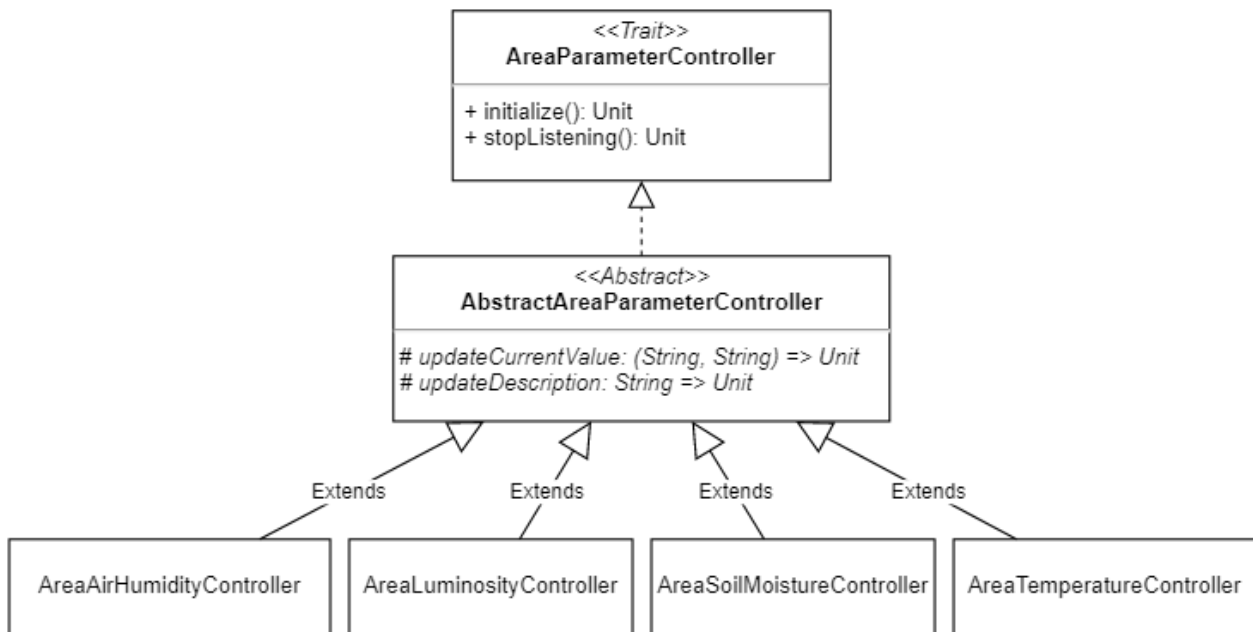 <<Trait>>
AreaParameterController
+ initialize(): Unit
+ stopListening(): Unit
<<Abstract>>
AbstractAreaParameterController
# updateCurrentValue: (String, String) => Unit
# updateDescription: String => Unit
Extends
Extends
Extends
Extends
AreaAirHumidityController
AreaLuminosityController
AreaSoilMoistureController
AreaTemperatureController